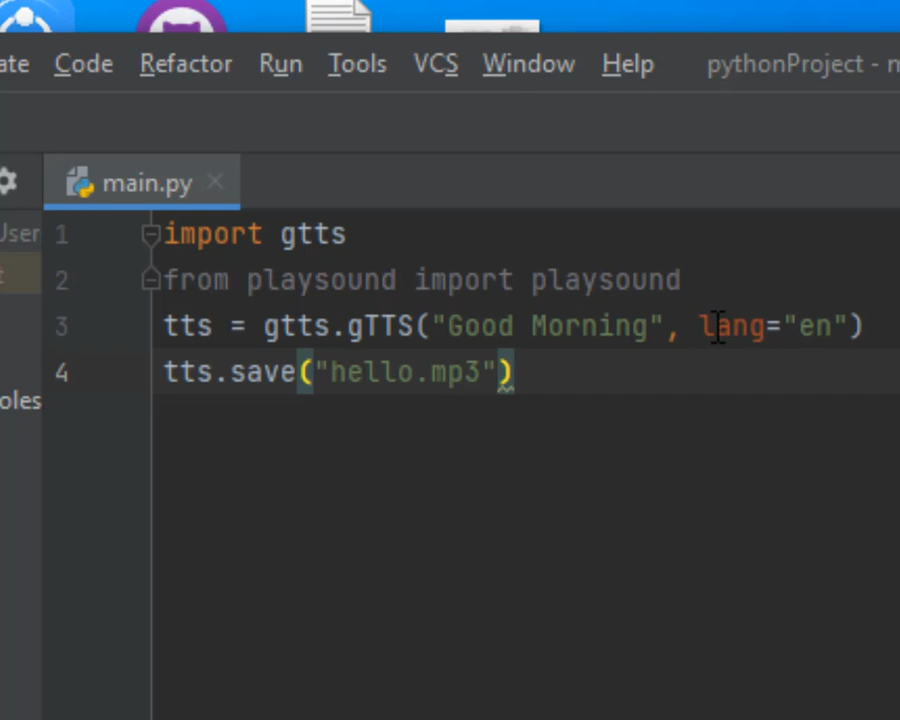 ate Code Refactor Run Tools VCS Window Help pythonProject - m
main.py
User
t
oles
1 import gtts
2 from playsound import playsound
3 tts = gtts.gTTS("Good Morning", lang="en")
4 tts.save("hello.mp3")